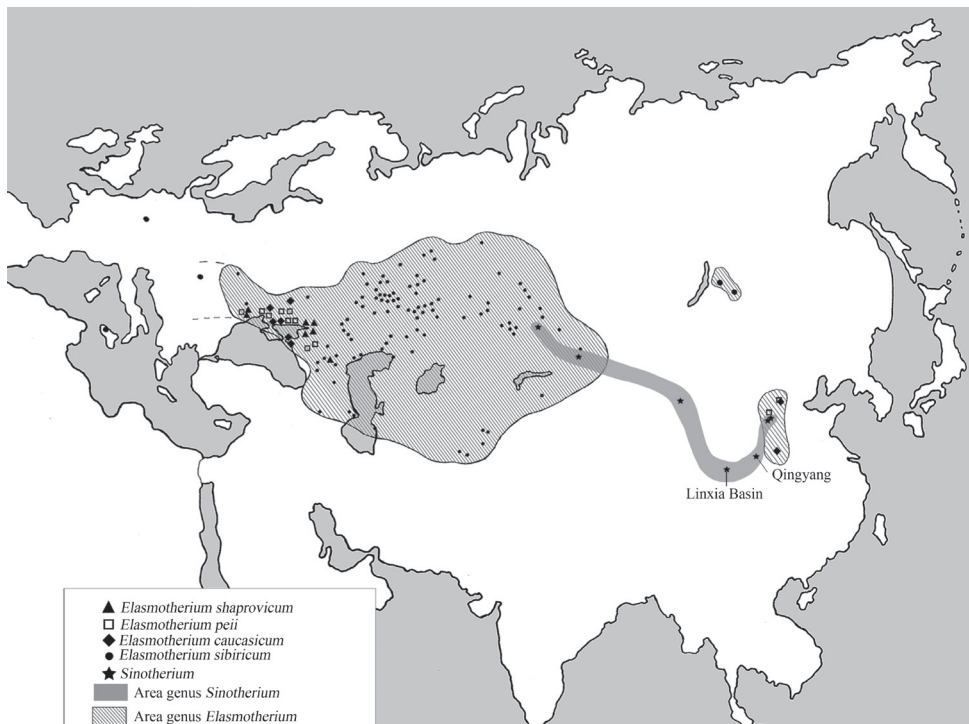 Qingyang
Linxia Basin
Elasmotherium shaprovicum
Elasmotherium peii
Elasmotherium caucasicum
Elasmotherium sibiricum
Sinotherium
Area genus Sinotherium
Area genus Elasmotherium